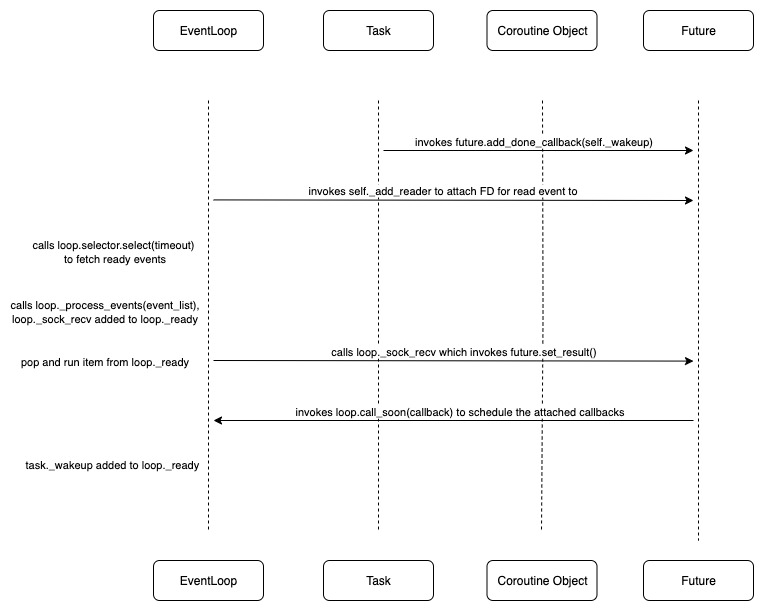 EventLoop
Task
Coroutine Object
Future
invokes future.add_done_callback(self._wakeup)
invokes self._add_reader to attach FD for read event to
calls loop.selector.select(timeout)
to fetch ready events
calls loop._process_events(event_list),
loop._sock_recv added to loop._ready
calls loop._sock_recv which invokes future.set_result()
pop and run item from loop._ready
invokes loop.call_soon(callback) to schedule the attached callbacks
task._wakeup added to loop._ready
EventLoop
Task
Coroutine Object
Future